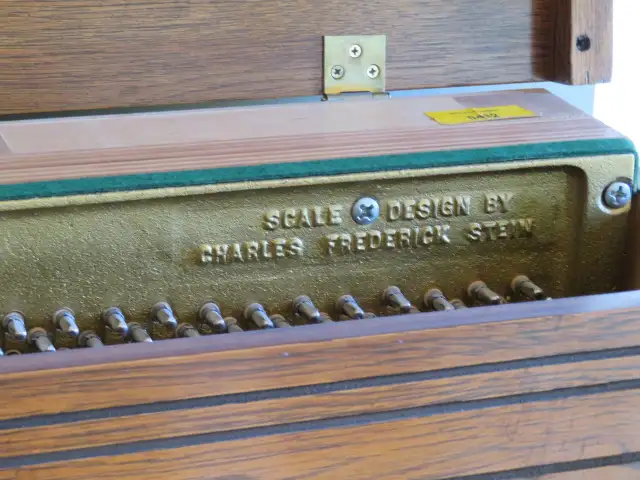 SCALE DESIGN BY
CHARLES FREDERICK STEIN